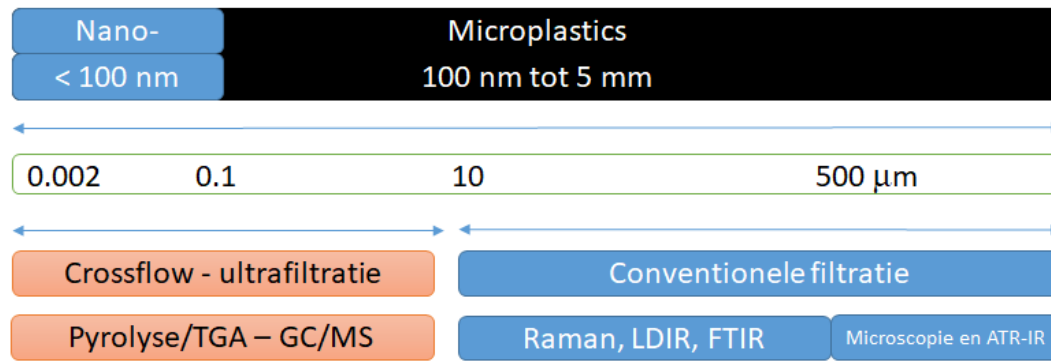 Nano-
Microplastics
< 100 nm
100 nm tot 5 mm
0.002 0.1 10 500 μm
Crossflow - ultrafiltratie
Conventionele filtratie
Pyrolyse/TGA – GC/MS
Raman, LDIR, FTIR
Microscopie en ATR-IR